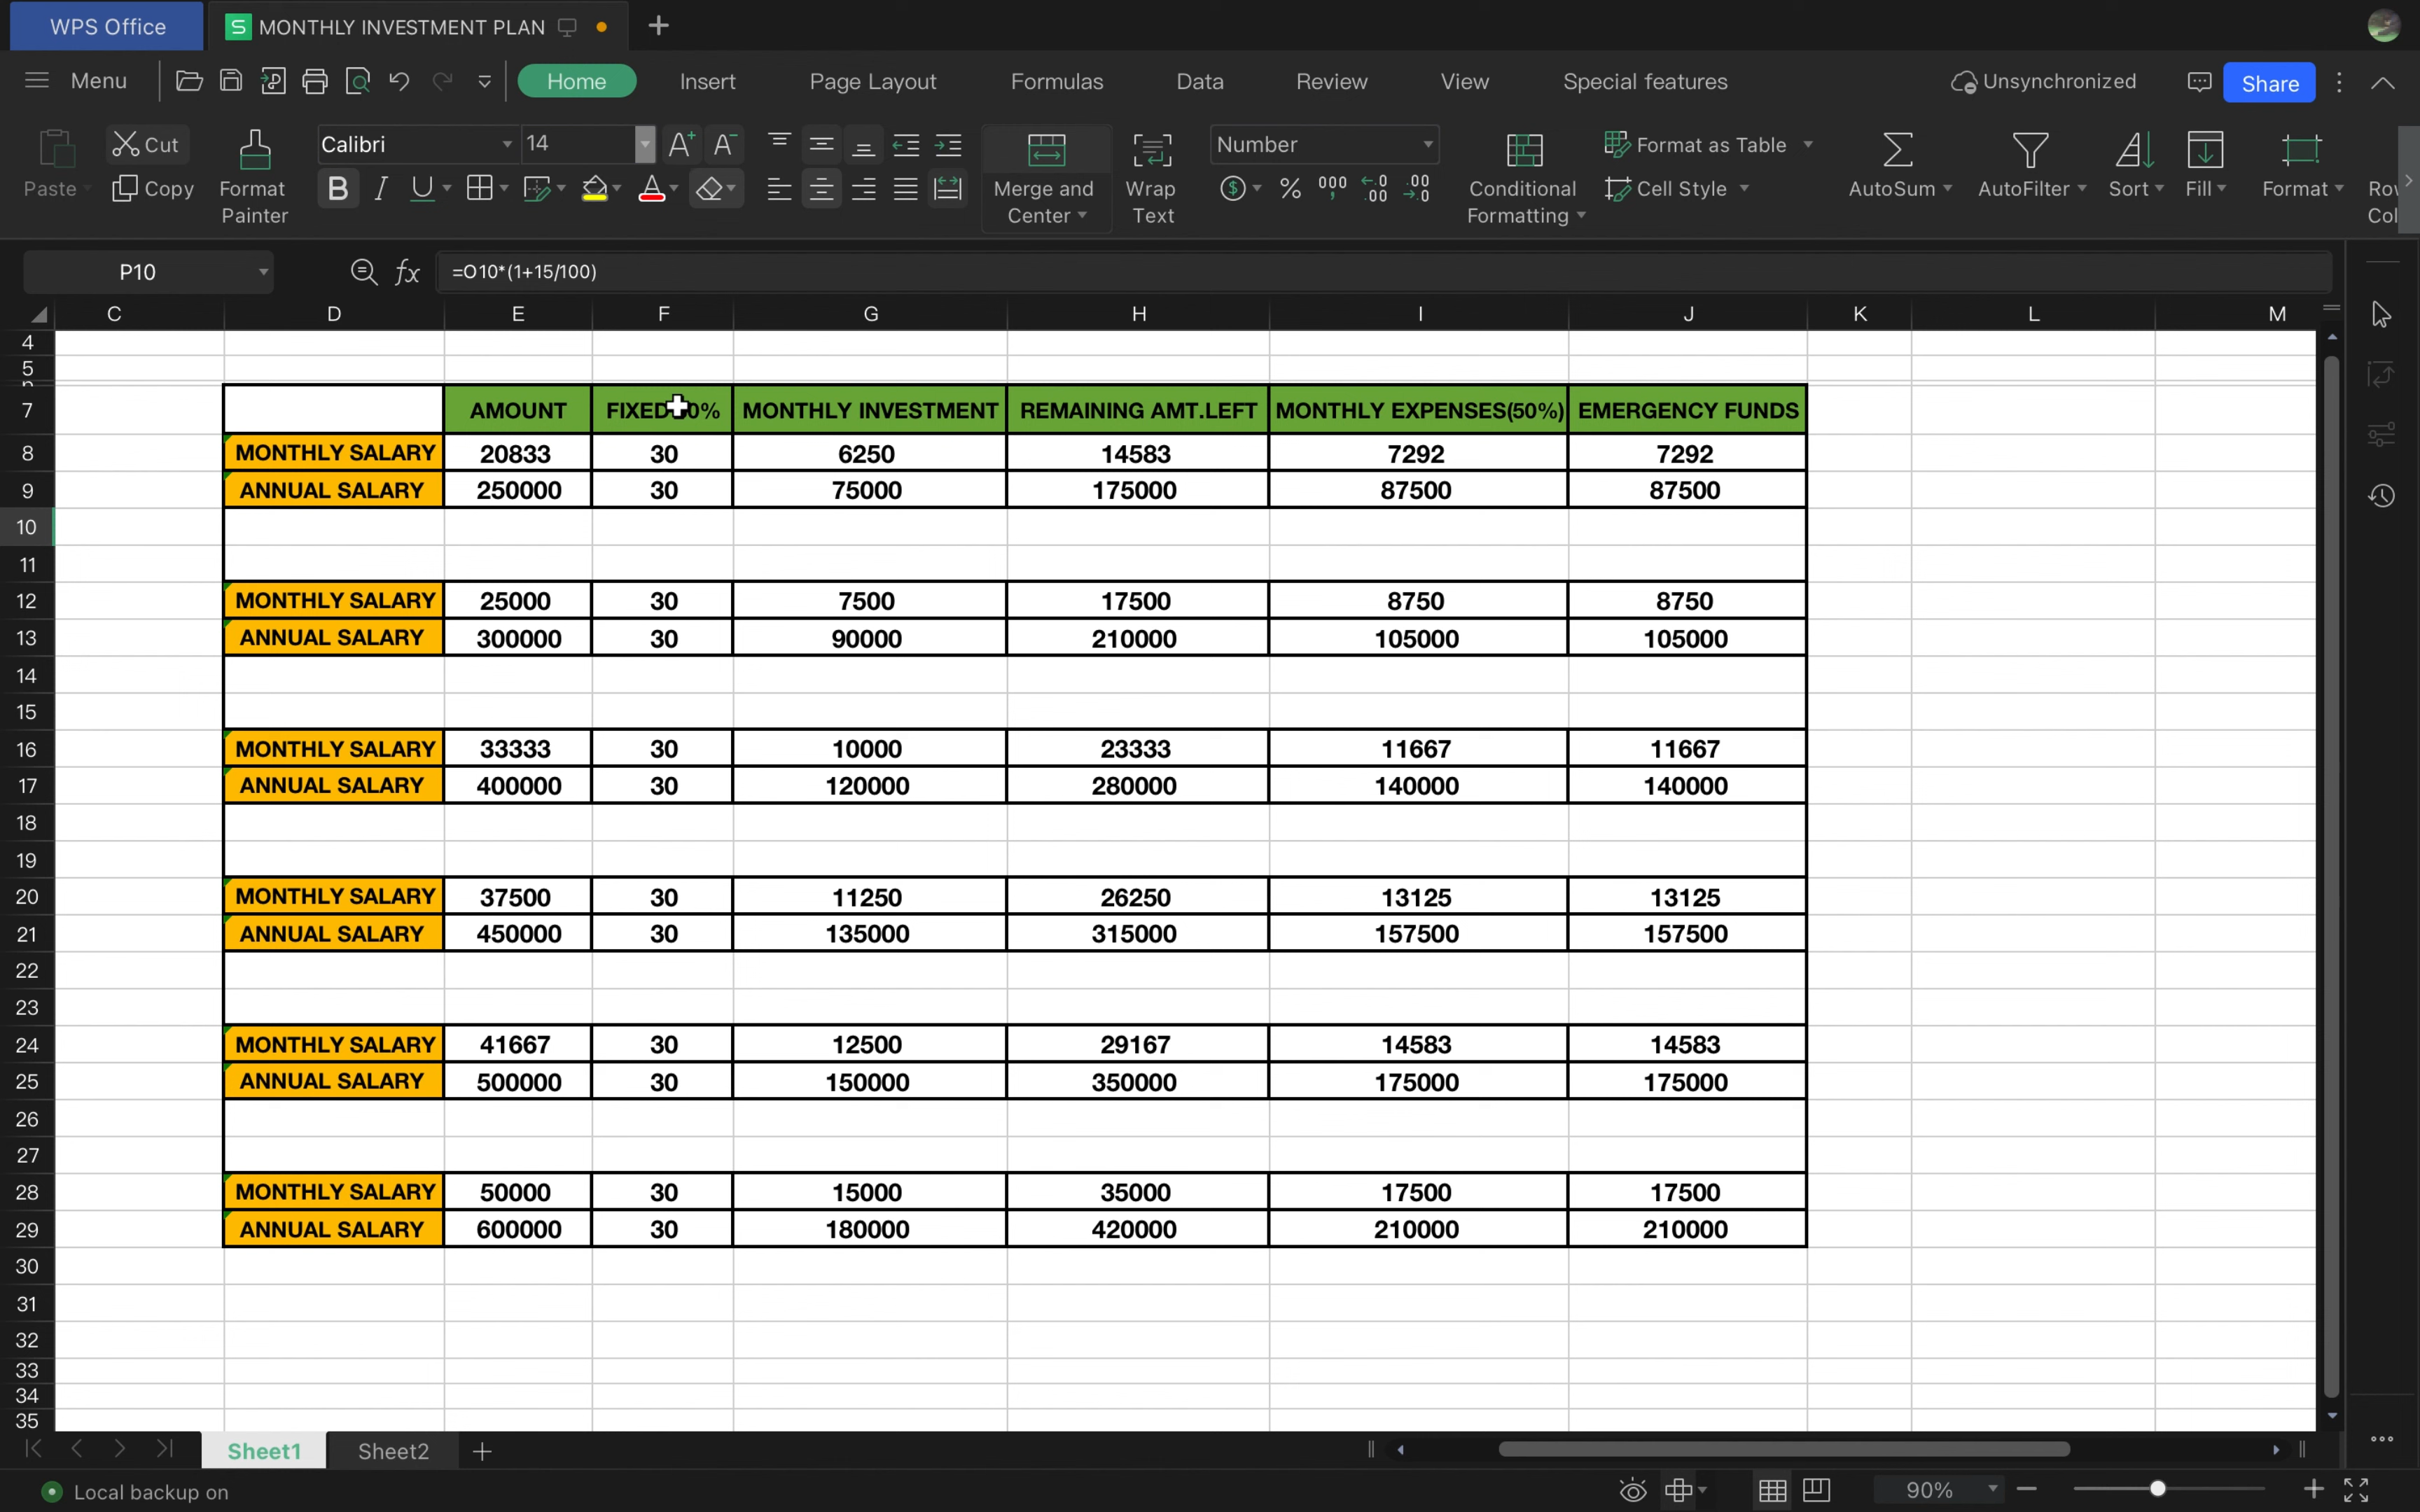 WPS Office
MONTHLY INVESTMENT PLAN
Menu
Home
Insert
Page Layout
Formulas
Data
Review
View
Special features
Unsynchronized
Share
Paste
Cut
Copy
Format Painter
Calibri
14
Merge and Center
Wrap Text
Number
Conditional Formatting
Format as Table
Cell Style
AutoSum
AutoFilter
Sort
Fill
Format
P10
fx
=O10*(1+15/100)
C D E F G H I J K L M
4
5
7 AMOUNT MONTHLY INVESTMENT REMAINING AMT.LEFT MONTHLY EXPENSES(50%) EMERGENCY FUNDS
8 MONTHLY SALARY 20833 30 6250 14583 7292 7292
9 ANNUAL SALARY 250000 30 75000 175000 87500 87500
10
11
12 MONTHLY SALARY 25000 30 7500 17500 8750 8750
13 ANNUAL SALARY 300000 30 90000 210000 105000 105000
14
15
16 MONTHLY SALARY 33333 30 10000 23333 11667 11667
17 ANNUAL SALARY 400000 30 120000 280000 140000 140000
18
19
20 MONTHLY SALARY 37500 30 11250 26250 13125 13125
21 ANNUAL SALARY 450000 30 135000 315000 157500 157500
22
23
24 MONTHLY SALARY 41667 30 12500 29167 14583 14583
25 ANNUAL SALARY 500000 30 150000 350000 175000 175000
26
27
28 MONTHLY SALARY 50000 30 15000 35000 17500 17500
29 ANNUAL SALARY 600000 30 180000 420000 210000 210000
30
31
32
33
34
35
Sheet1
Sheet2
Local backup on
90%